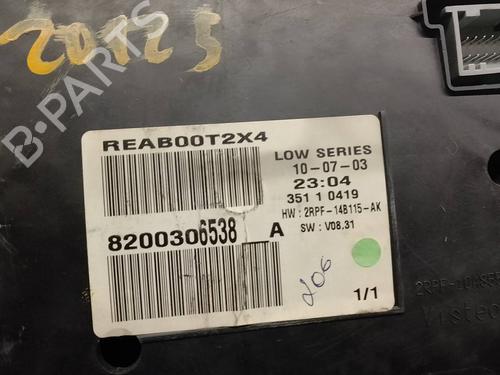 20125
B-PARTS
REAB00T2X4
LOW SERIES
10-07-03
23:04
351 1 0419
HW : 2RPF-14B115-AK
SW : V08.31
8200306538 A
206
1/1